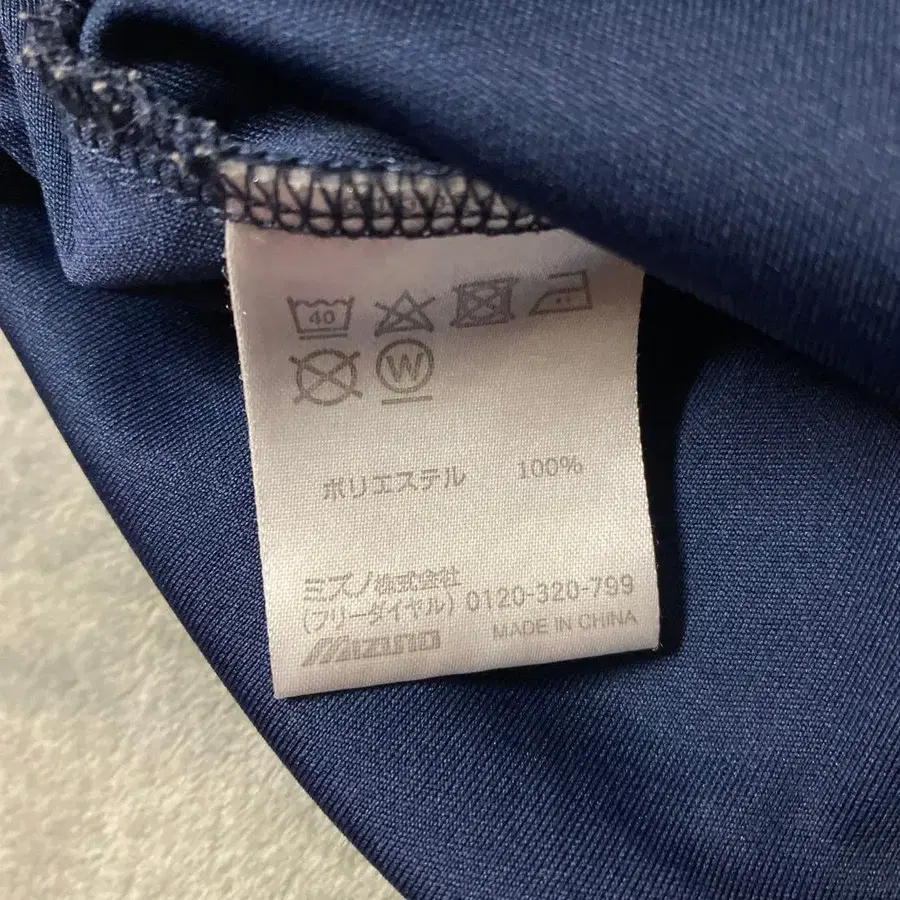 40
W
ポリエステル 100%
ミズノ株式会社
(フリーダイヤル) 0120-320-799
Mizuno MADE IN CHINA